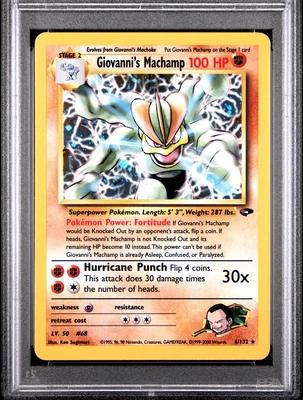 Evolves from Giovanni's Machoke
Put Giovanni's Machamp on the Stage 1 card
STAGE 2
Giovanni's Machamp 100 HP
Superpower Pokémon. Length: 5' 3", Weight: 287 lbs.
Pokémon Power: Fortitude If Giovanni's Machamp
would be Knocked Out by an opponent's attack, flip a coin. If
heads, Giovanni's Machamp is not Knocked Out and its
remaining HP become 10 instead. This power can't be used if
Giovanni's Machamp is already Asleep, Confused, or Paralyzed.
Hurricane Punch Flip 4 coins.
This attack does 30 damage times
the number of heads.
30x
weakness
resistance
retreat cost
LV. 50 #68
Illus. Ken Sugimori
©1995, 96, 98 Nintendo, Creatures, GAMEFREAK. ©1999-2000 Wizards.
6/132 ★